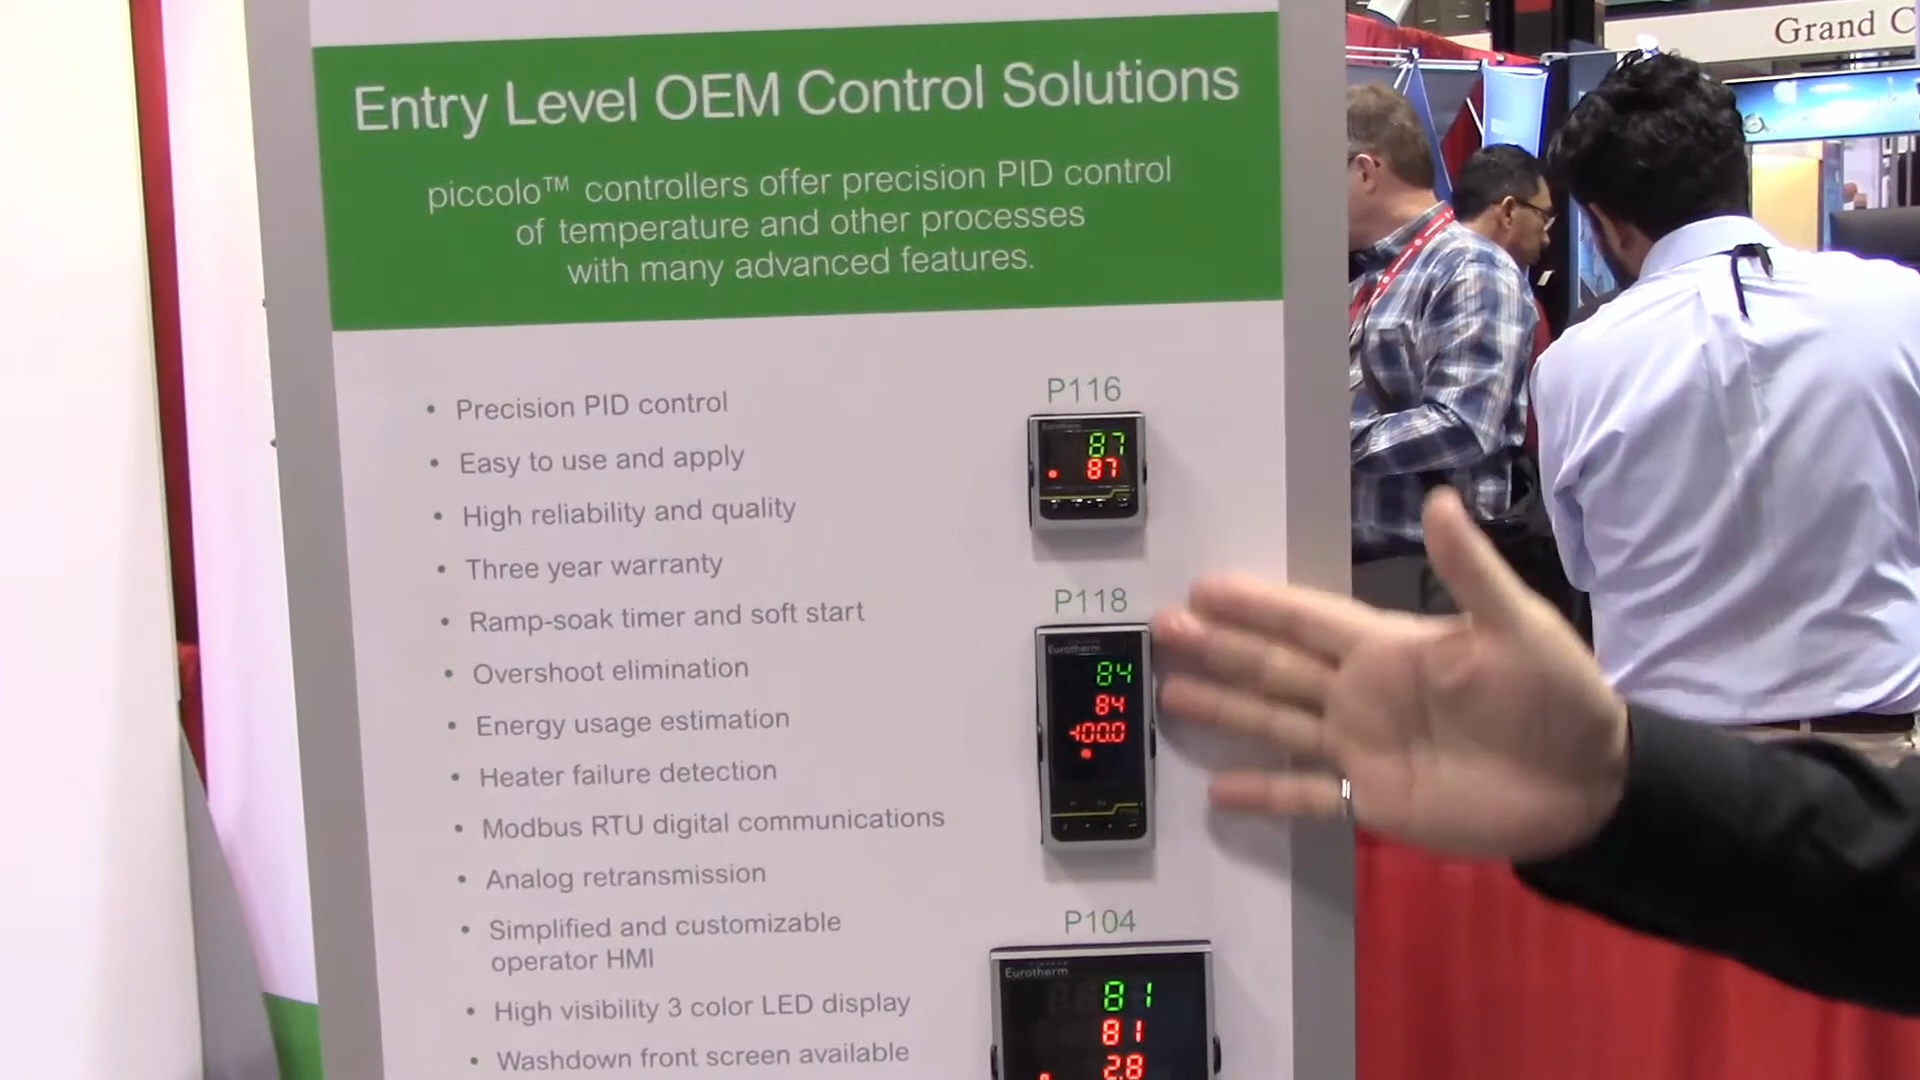 Grand C
Entry Level OEM Control Solutions
piccolo™ controllers offer precision PID control
of temperature and other processes
with many advanced features.
• Precision PID control
• Easy to use and apply
• High reliability and quality
• Three year warranty
• Ramp-soak timer and soft start
• Overshoot elimination
• Energy usage estimation
• Heater failure detection
• Modbus RTU digital communications
• Analog retransmission
• Simplified and customizable
operator HMI
• High visibility 3 color LED display
• Washdown front screen available
P116
Eurotherm
87
87
P118
Eurotherm
84
84
-100.0
P104
Eurotherm
81
81
2.8